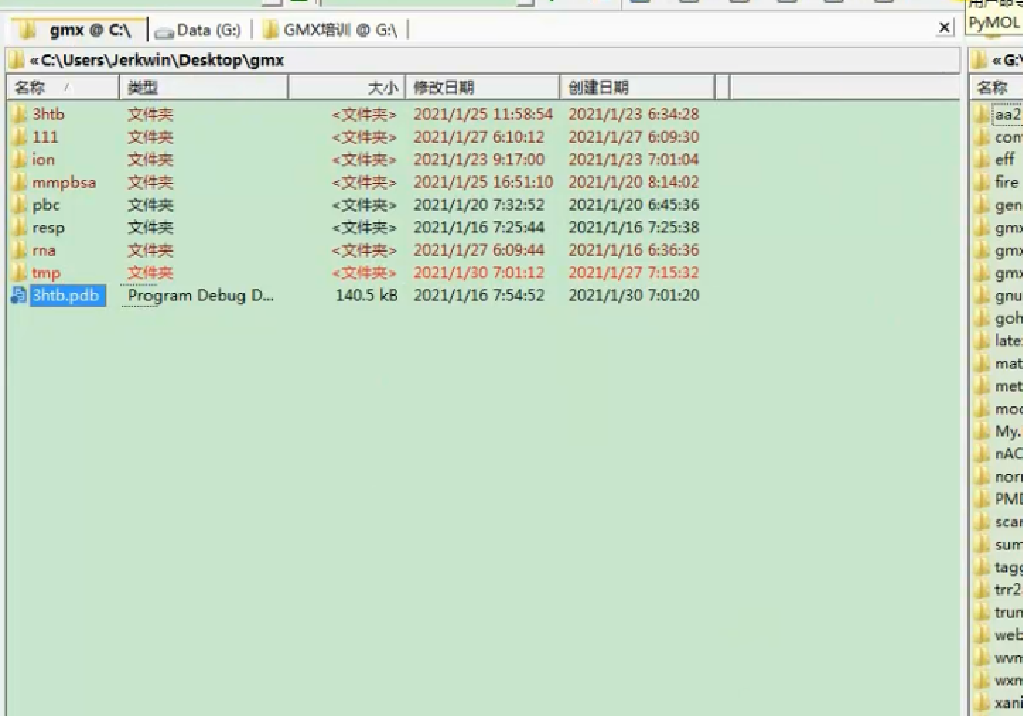 gmx @ C:\ Data (G:) GMX培训 @ G:\
PyMOL
«C:\Users\Jerkwin\Desktop\gmx
«G:\
名称 类型 大小 修改日期 创建日期
名称
3htb 文件夹 <文件夹> 2021/1/25 11:58:54 2021/1/23 6:34:28
111 文件夹 <文件夹> 2021/1/27 6:10:12 2021/1/27 6:09:30
ion 文件夹 <文件夹> 2021/1/23 9:17:00 2021/1/23 7:01:04
mmpbsa 文件夹 <文件夹> 2021/1/25 16:51:10 2021/1/20 8:14:02
pbc 文件夹 <文件夹> 2021/1/20 7:32:52 2021/1/20 6:45:36
resp 文件夹 <文件夹> 2021/1/16 7:25:44 2021/1/16 7:25:38
rna 文件夹 <文件夹> 2021/1/27 6:09:44 2021/1/16 6:36:36
tmp 文件夹 <文件夹> 2021/1/30 7:01:12 2021/1/27 7:15:32
3htb.pdb Program Debug D... 140.5 kB 2021/1/16 7:54:52 2021/1/30 7:01:20
aa2
con
eff
fire
gen
gmx
gmx
gmx
gnu
goh
late
mat
met
mod
My.
nAC
norm
PMD
scar
sum
tagg
trr2
trun
web
wvn
wxm
xani